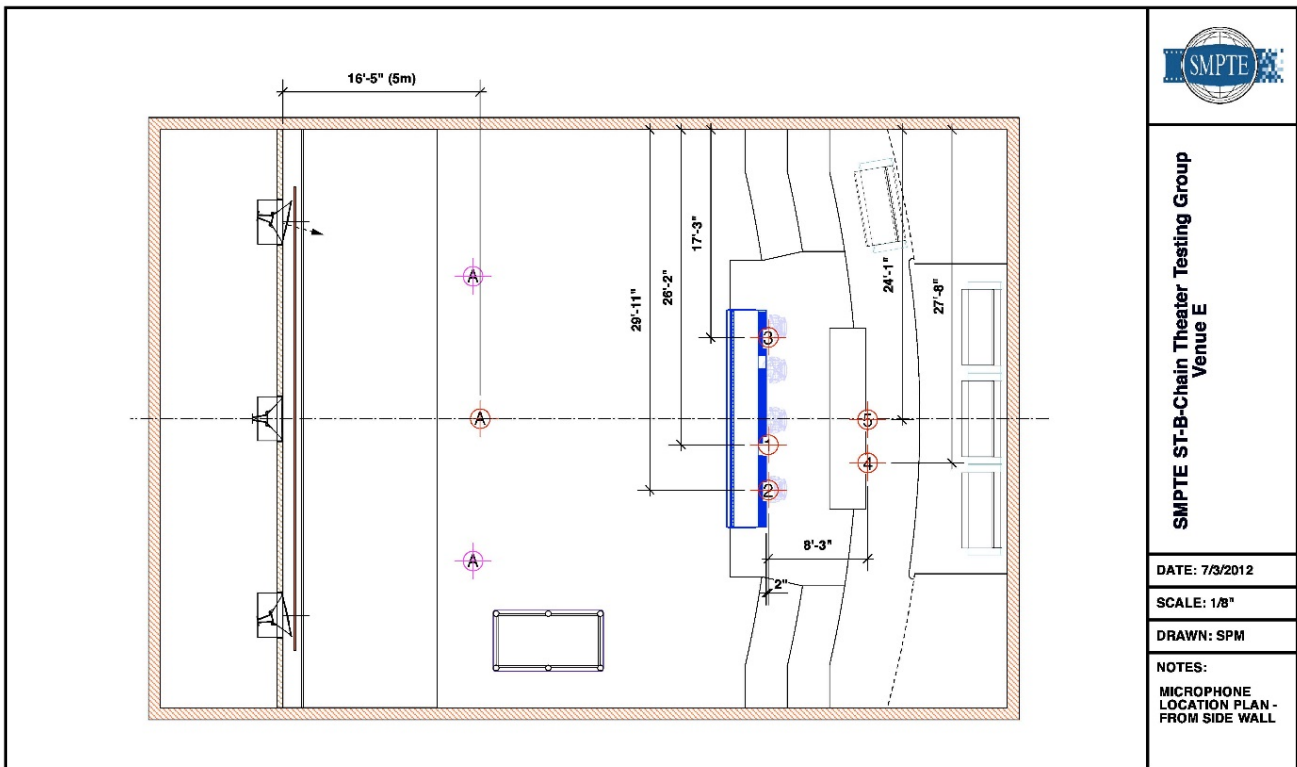 16'-5" (5m)
A
A
A
29'-11"
26'-2"
17'-3"
24'-1"
27'-8"
3
1
2
5
4
8'-3"
2"
SMPTE
SMPTE ST-B-Chain Theater Testing Group
Venue E
DATE: 7/3/2012
SCALE: 1/8"
DRAWN: SPM
NOTES:
MICROPHONE
LOCATION PLAN -
FROM SIDE WALL